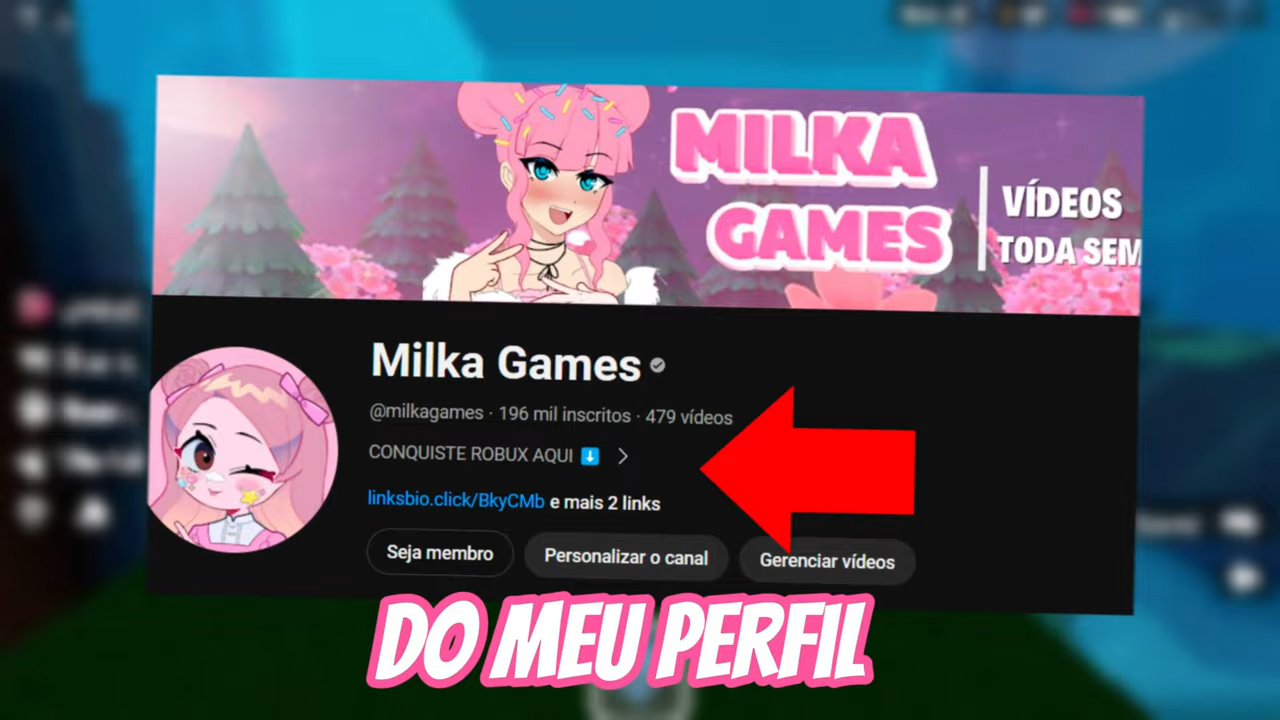 MILKA
GAMES
VÍDEOS
TODA SEM
Milka Games
@milkagames · 196 mil inscritos · 479 vídeos
CONQUISTE ROBUX AQUI ⬇️ >
linksbio.click/BkyCMb e mais 2 links
Seja membro
Personalizar o canal
Gerenciar vídeos
DO MEU PERFIL